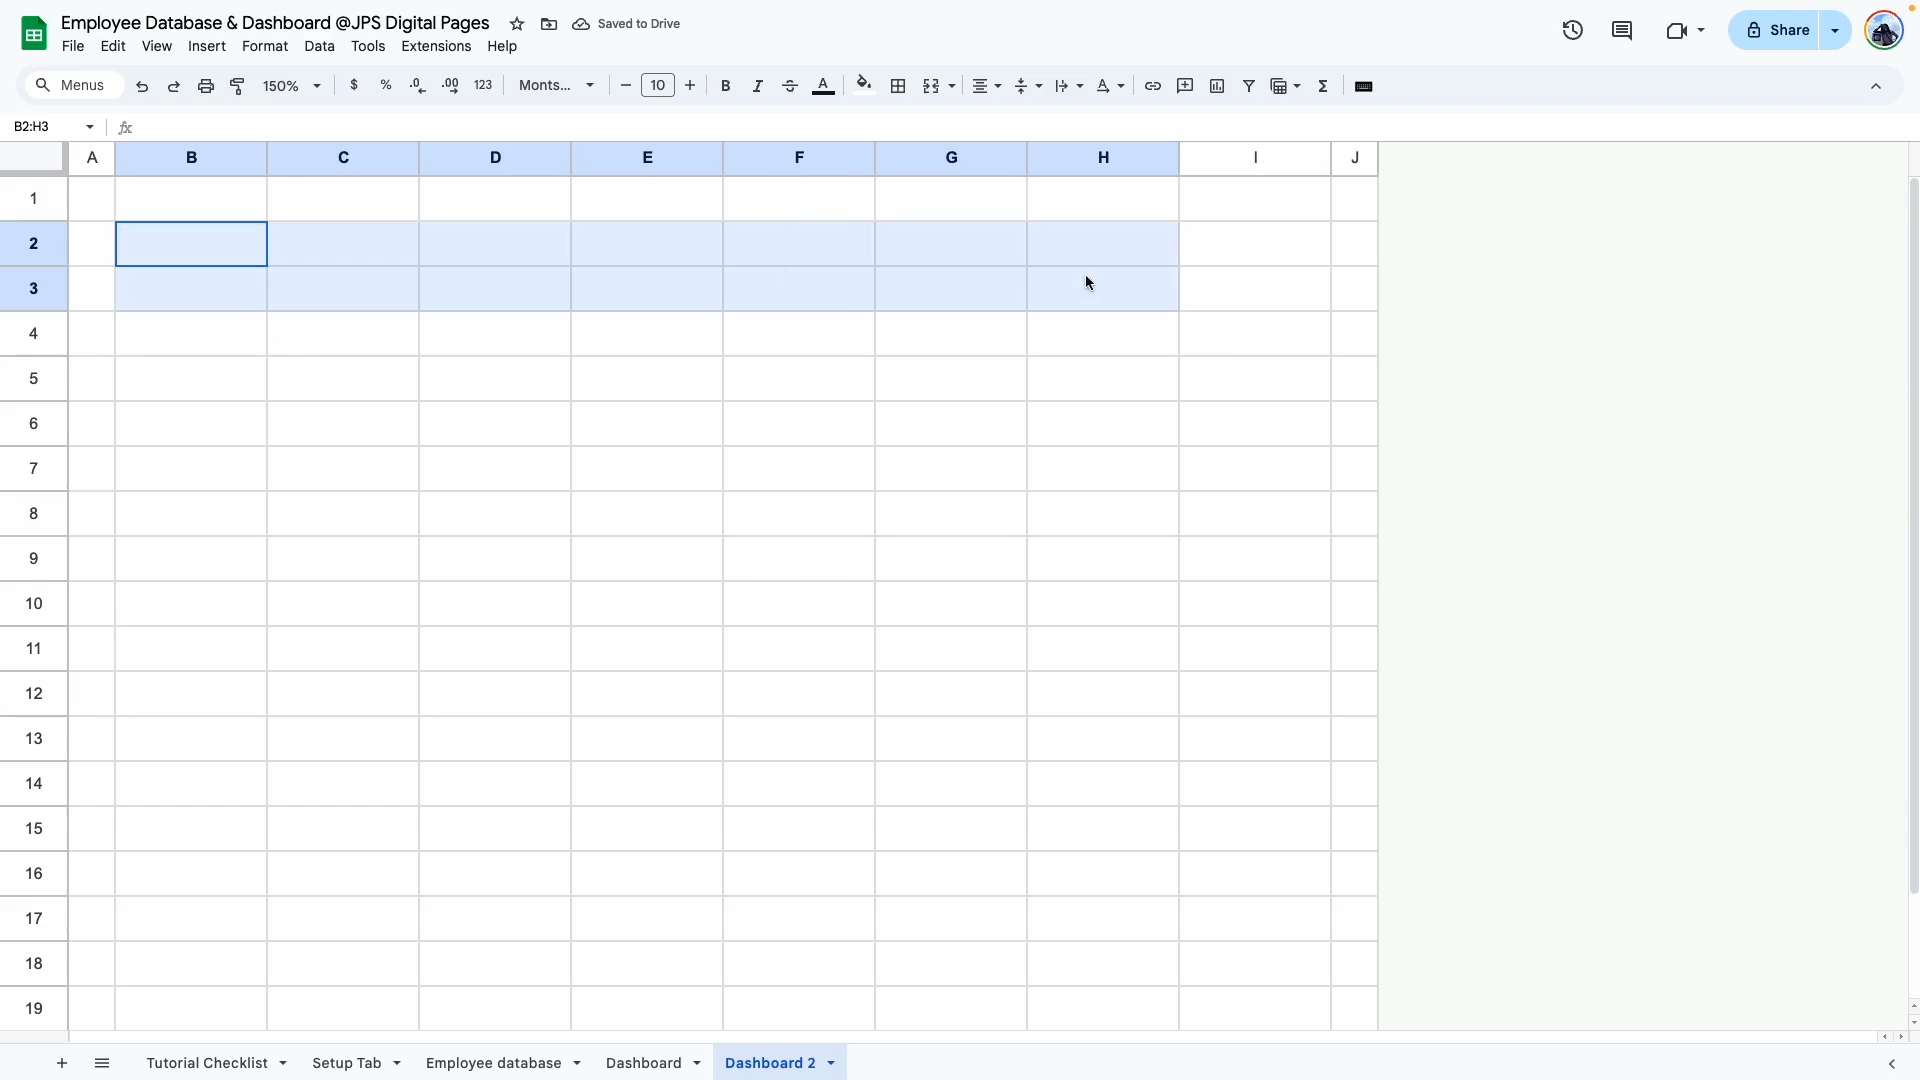 Employee Database & Dashboard @JPS Digital Pages
Saved to Drive
File Edit View Insert Format Data Tools Extensions Help
Share
Menus
150%
$ % .0 .00 123
Monts...
10
B I
B2:H3
fx
A B C D E F G H I J
1
2
3
4
5
6
7
8
9
10
11
12
13
14
15
16
17
18
19
Tutorial Checklist Setup Tab Employee database Dashboard Dashboard 2